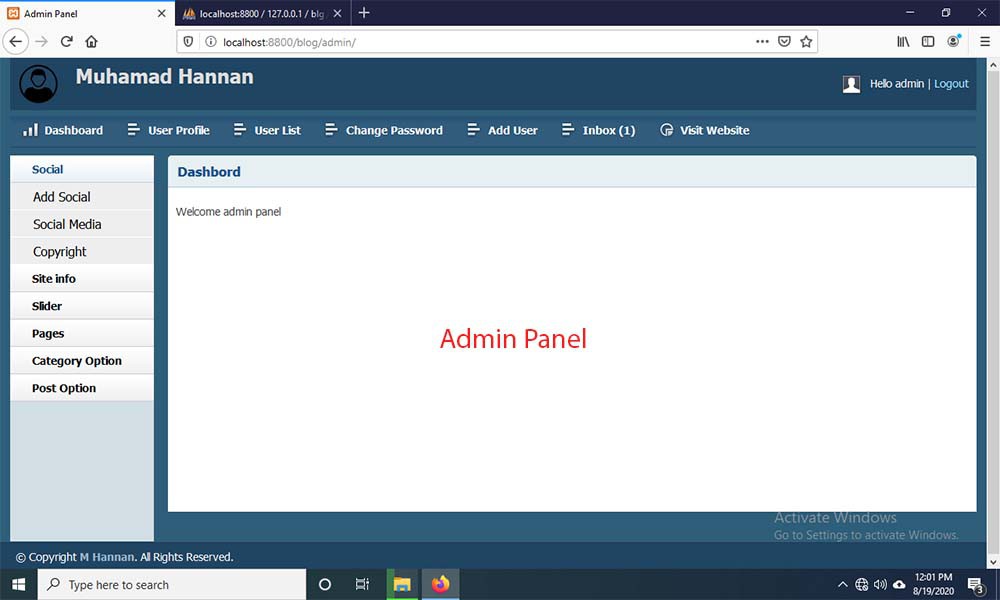 Admin Panel
localhost:8800 / 127.0.0.1 / blg
localhost:8800/blog/admin/
Muhamad Hannan
Hello admin | Logout
Dashboard
User Profile
User List
Change Password
Add User
Inbox (1)
Visit Website
Social
Add Social
Social Media
Copyright
Site info
Slider
Pages
Category Option
Post Option
Dashbord
Welcome admin panel
Admin Panel
Activate Windows
Go to Settings to activate Windows.
© Copyright M Hannan. All Rights Reserved.
Type here to search
12:01 PM
8/19/2020
3